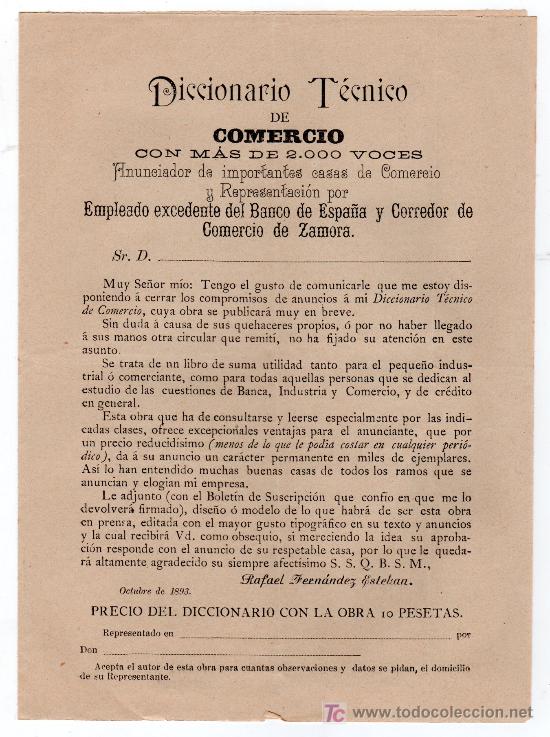 Diccionario Técnico
DE
COMERCIO
CON MÁS DE 2.000 VOCES
Anunciador de importantes casas de Comercio
y Representación por
Empleado excedente del Banco de España y Corredor de
Comercio de Zamora.
Sr. D.
Muy Señor mío: Tengo el gusto de comunicarle que me estoy dis-
poniendo á cerrar los compromisos de anuncios á mi Diccionario Técnico
de Comercio, cuya obra se publicará muy en breve.
Sin duda á causa de sus quehaceres propios, ó por no haber llegado
á sus manos otra circular que remití, no ha fijado su atención en este
asunto.
Se trata de nn libro de suma utilidad tanto para el pequeño indus-
trial ó comerciante, como para todas aquellas personas que se dedican al
estudio de las cuestiones de Banca, Industria y Comercio, y de crédito
en general.
Esta obra que ha de consultarse y leerse especialmente por las indi-
cadas clases, ofrece excepcionales ventajas para el anunciante, que por
un precio reducidísimo (menos de lo que le podia costar en cualquier perió-
dico), da á su anuncio un carácter permanente en miles de ejemplares.
Así lo han entendido muchas buenas casas de todos los ramos que se
anuncian y elogian mi empresa.
Le adjunto (con el Boletín de Suscripción que confío en que me lo
devolverá firmado), diseño ó modelo de lo que habrá de ser esta obra
en prensa, editada con el mayor gusto tipográfico en su texto y anuncios
y la cual recibirá Vd. como obsequio, si mereciendo la idea su aproba-
ción responde con el anuncio de su respetable casa, por lo que le queda-
rá altamente agradecido su siempre afectísimo S. S. Q. B. S. M.,
Rafael Fernández Esteban.
Octubre de 1893.
PRECIO DEL DICCIONARIO CON LA OBRA 10 PESETAS.
Representado en por
Don
Acepta el autor de esta obra para cuantas observaciones y datos se pidan, el domicilio
de su Representante.
TC www.todocoleccion.net